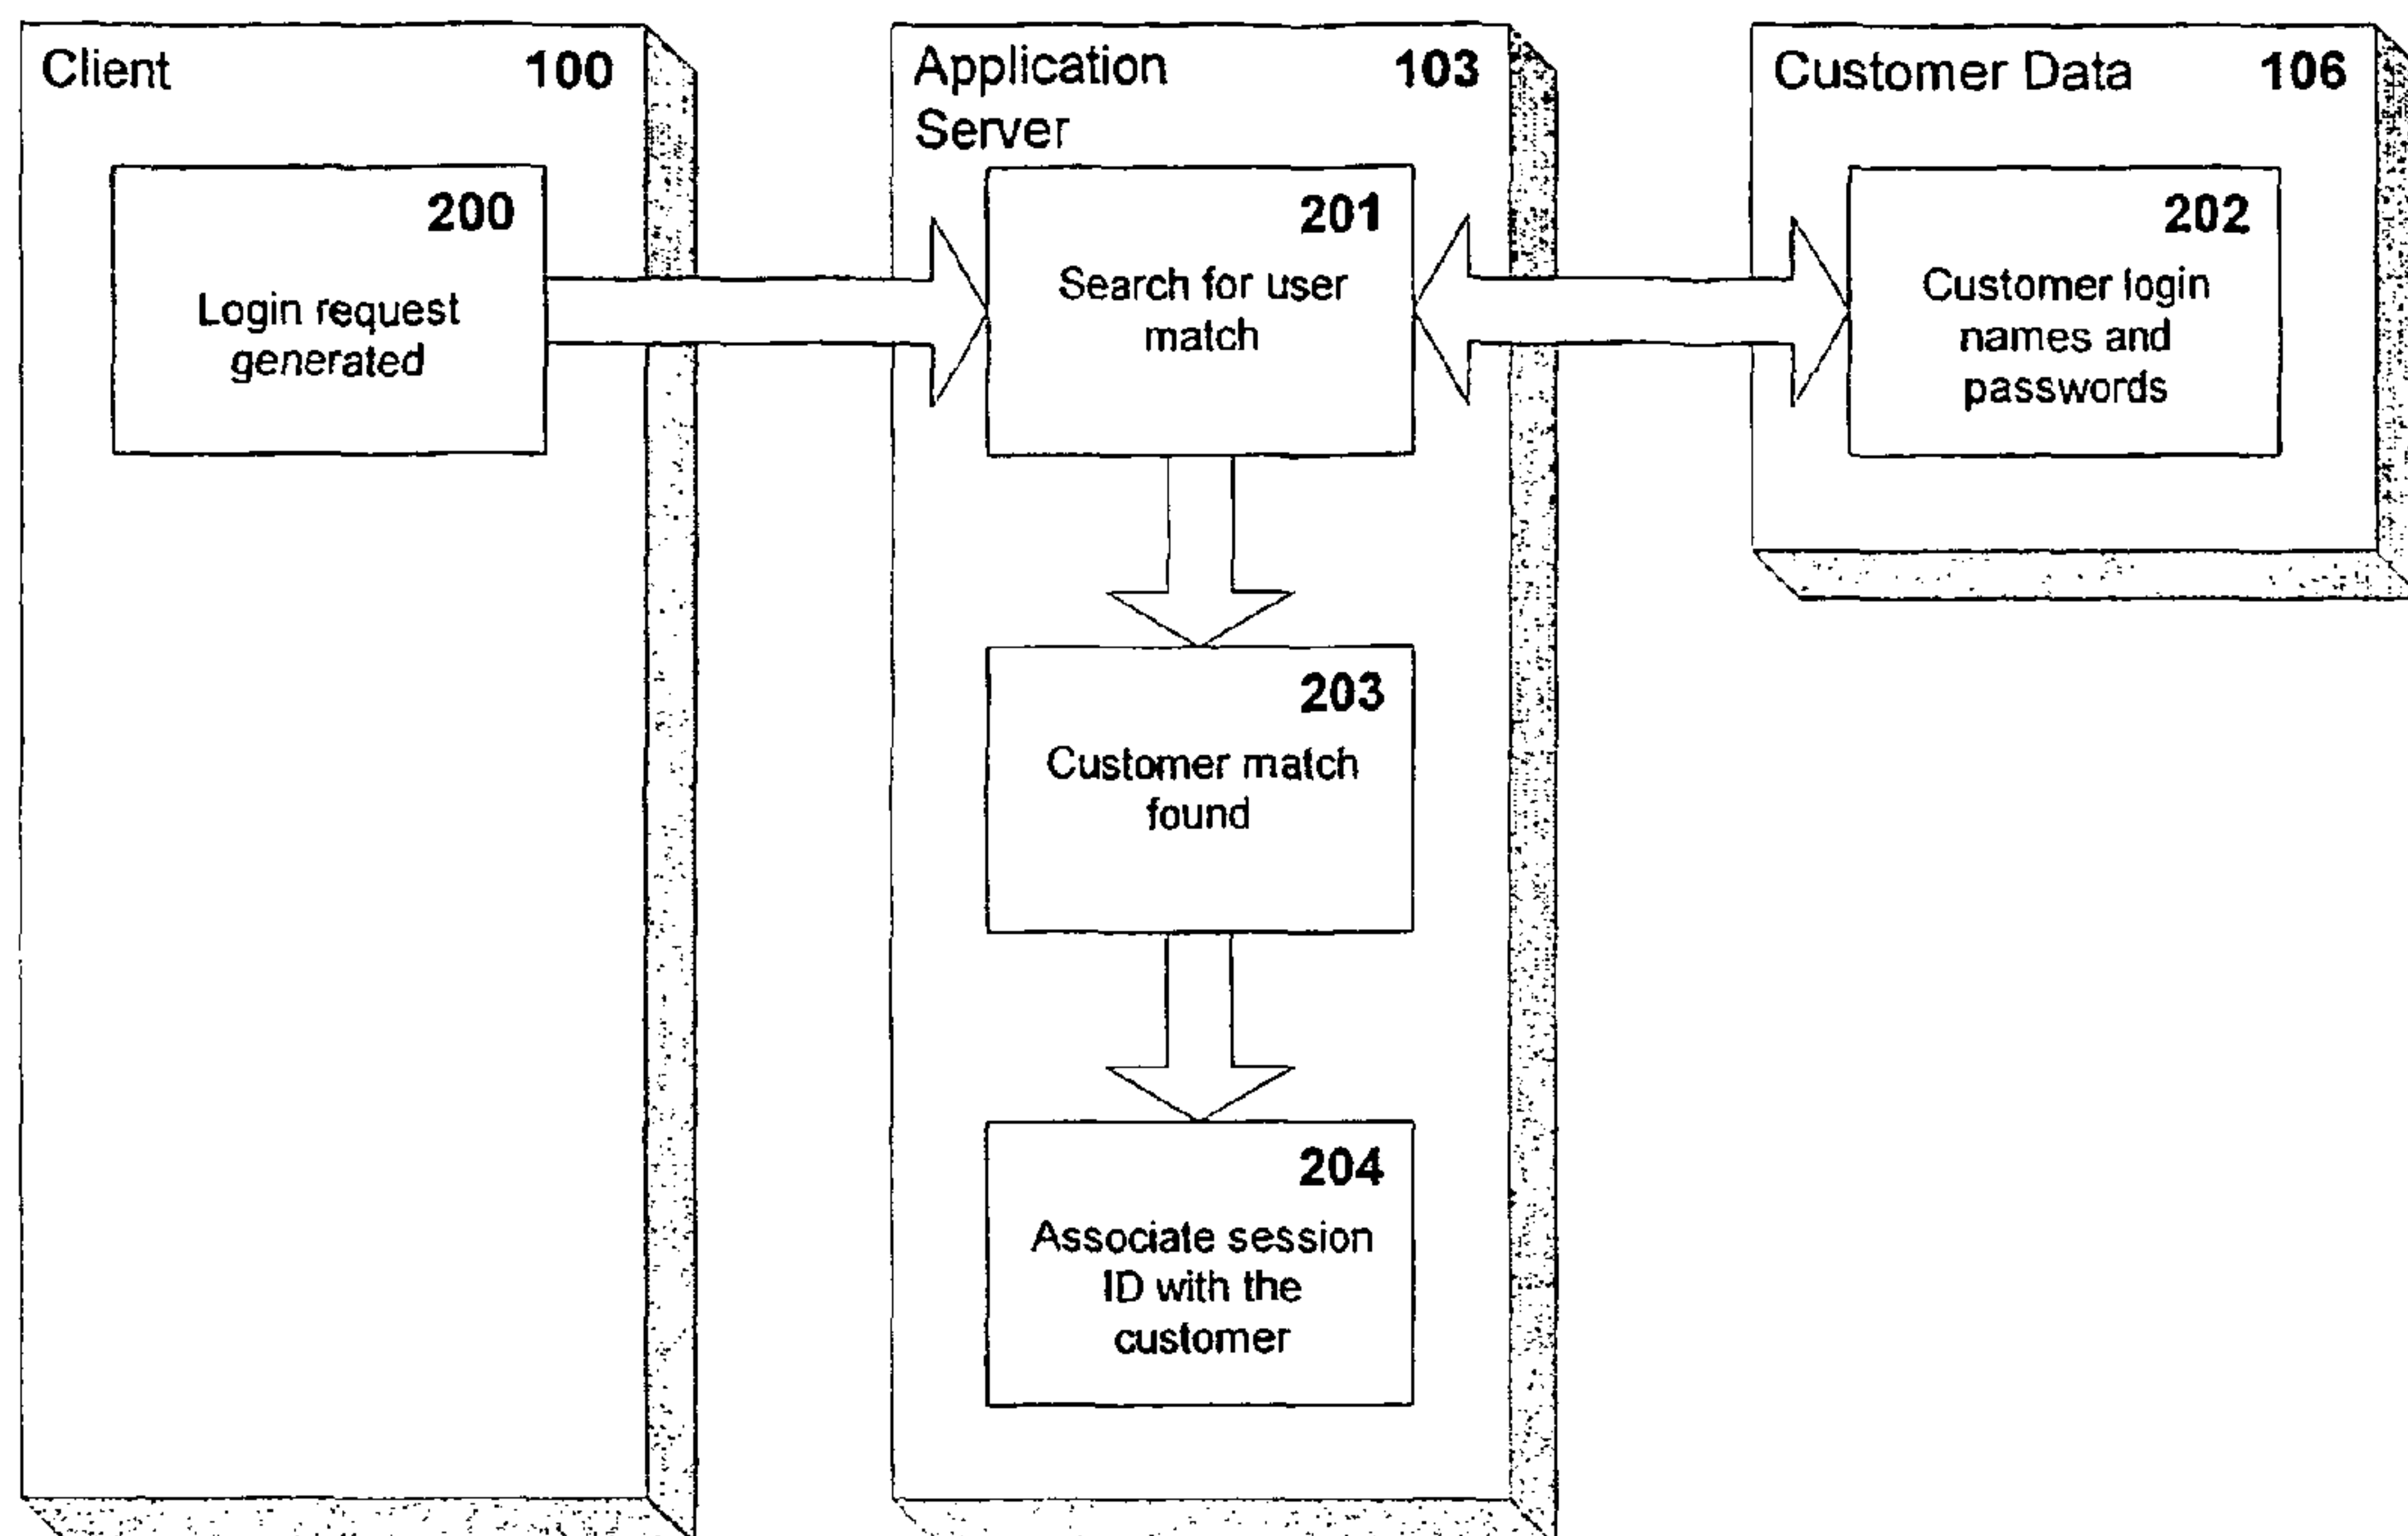 Client 100
200
Login request
generated
Application 103
Server
201
Search for user
match
203
Customer match
found
204
Associate session
ID with the
customer
Customer Data 106
202
Customer login
names and
passwords